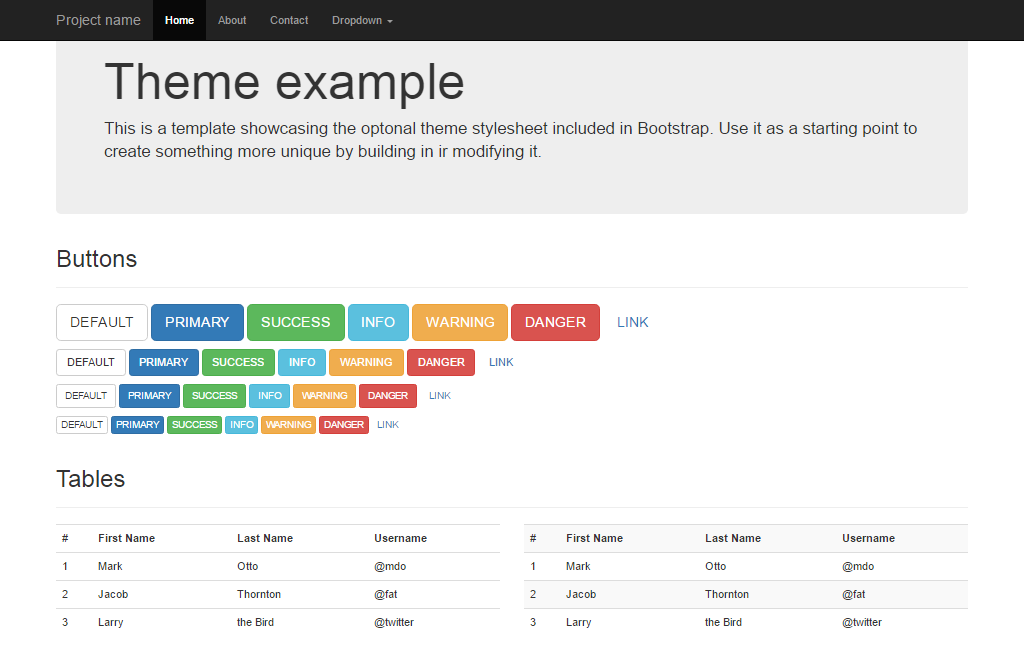 Project name Home About Contact Dropdown
Theme example
This is a template showcasing the optonal theme stylesheet included in Bootstrap. Use it as a starting point to
create something more unique by building in ir modifying it.
Buttons
DEFAULT PRIMARY SUCCESS INFO WARNING DANGER LINK
DEFAULT PRIMARY SUCCESS INFO WARNING DANGER LINK
DEFAULT PRIMARY SUCCESS INFO WARNING DANGER LINK
DEFAULT PRIMARY SUCCESS INFO WARNING DANGER LINK
Tables
# First Name Last Name Username # First Name Last Name Username
1 Mark Otto @mdo 1 Mark Otto @mdo
2 Jacob Thornton @fat 2 Jacob Thornton @fat
3 Larry the Bird @twitter 3 Larry the Bird @twitter